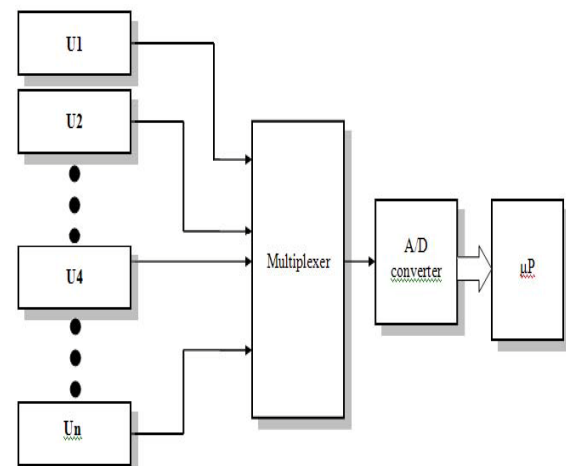 U1
U2
U4
Un
Multiplexer
A/D
converter
μP